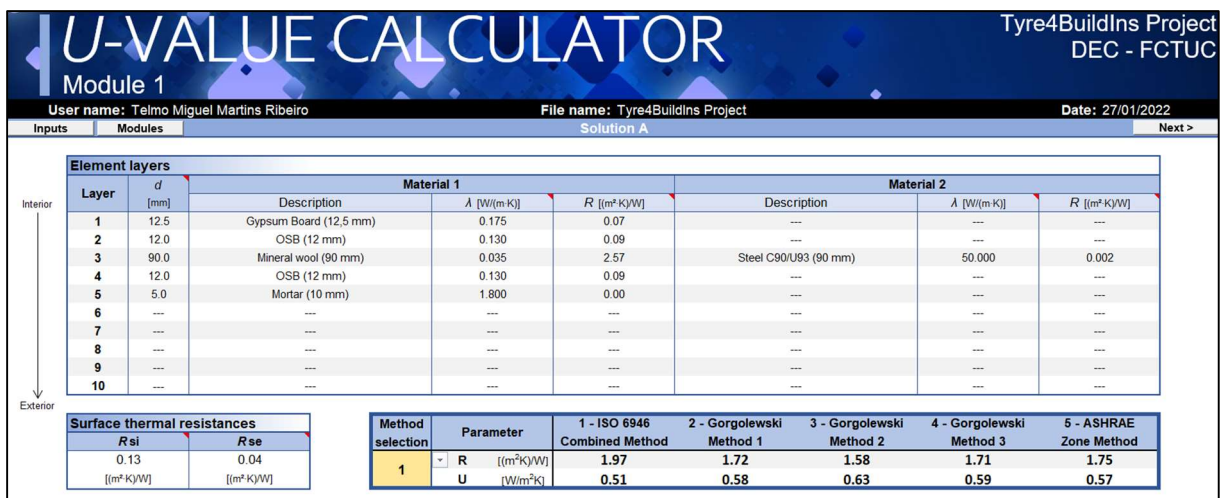 U-VALUE CALCULATOR
Tyre4BuildIns Project
DEC - FCTUC
Module 1
User name: Telmo Miguel Martins Ribeiro File name: Tyre4BuildIns Project Date: 27/01/2022
Inputs Modules Solution A Next >
Element layers
Layer d [mm] Material 1 Material 2
Interior Description λ [W/(m·K)] R [(m²·K)/W] Description λ [W/(m·K)] R [(m²·K)/W]
1 12.5 Gypsum Board (12,5 mm) 0.175 0.07 --- --- ---
2 12.0 OSB (12 mm) 0.130 0.09 --- --- ---
3 90.0 Mineral wool (90 mm) 0.035 2.57 Steel C90/U93 (90 mm) 50.000 0.002
4 12.0 OSB (12 mm) 0.130 0.09 --- --- ---
5 5.0 Mortar (10 mm) 1.800 0.00 --- --- ---
6 --- --- --- --- --- --- ---
7 --- --- --- --- --- --- ---
8 --- --- --- --- --- --- ---
9 --- --- --- --- --- --- ---
10 --- --- --- --- --- --- ---
Exterior
Surface thermal resistances
Rsi Rse
0.13 0.04
[(m²·K)/W] [(m²·K)/W]
Method selection Parameter 1 - ISO 6946 Combined Method 2 - Gorgolewski Method 1 3 - Gorgolewski Method 2 4 - Gorgolewski Method 3 5 - ASHRAE Zone Method
1 R [(m²K)/W] 1.97 1.72 1.58 1.71 1.75
U [W/m²K] 0.51 0.58 0.63 0.59 0.57